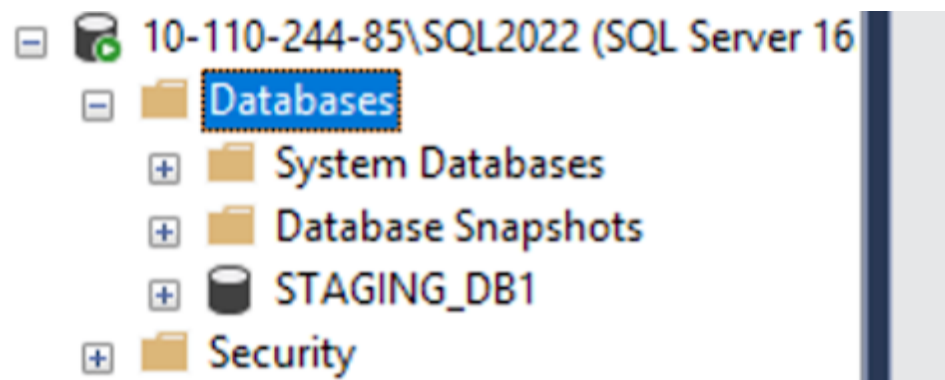 10-110-244-85\SQL2022 (SQL Server 16
Databases
System Databases
Database Snapshots
STAGING_DB1
Security